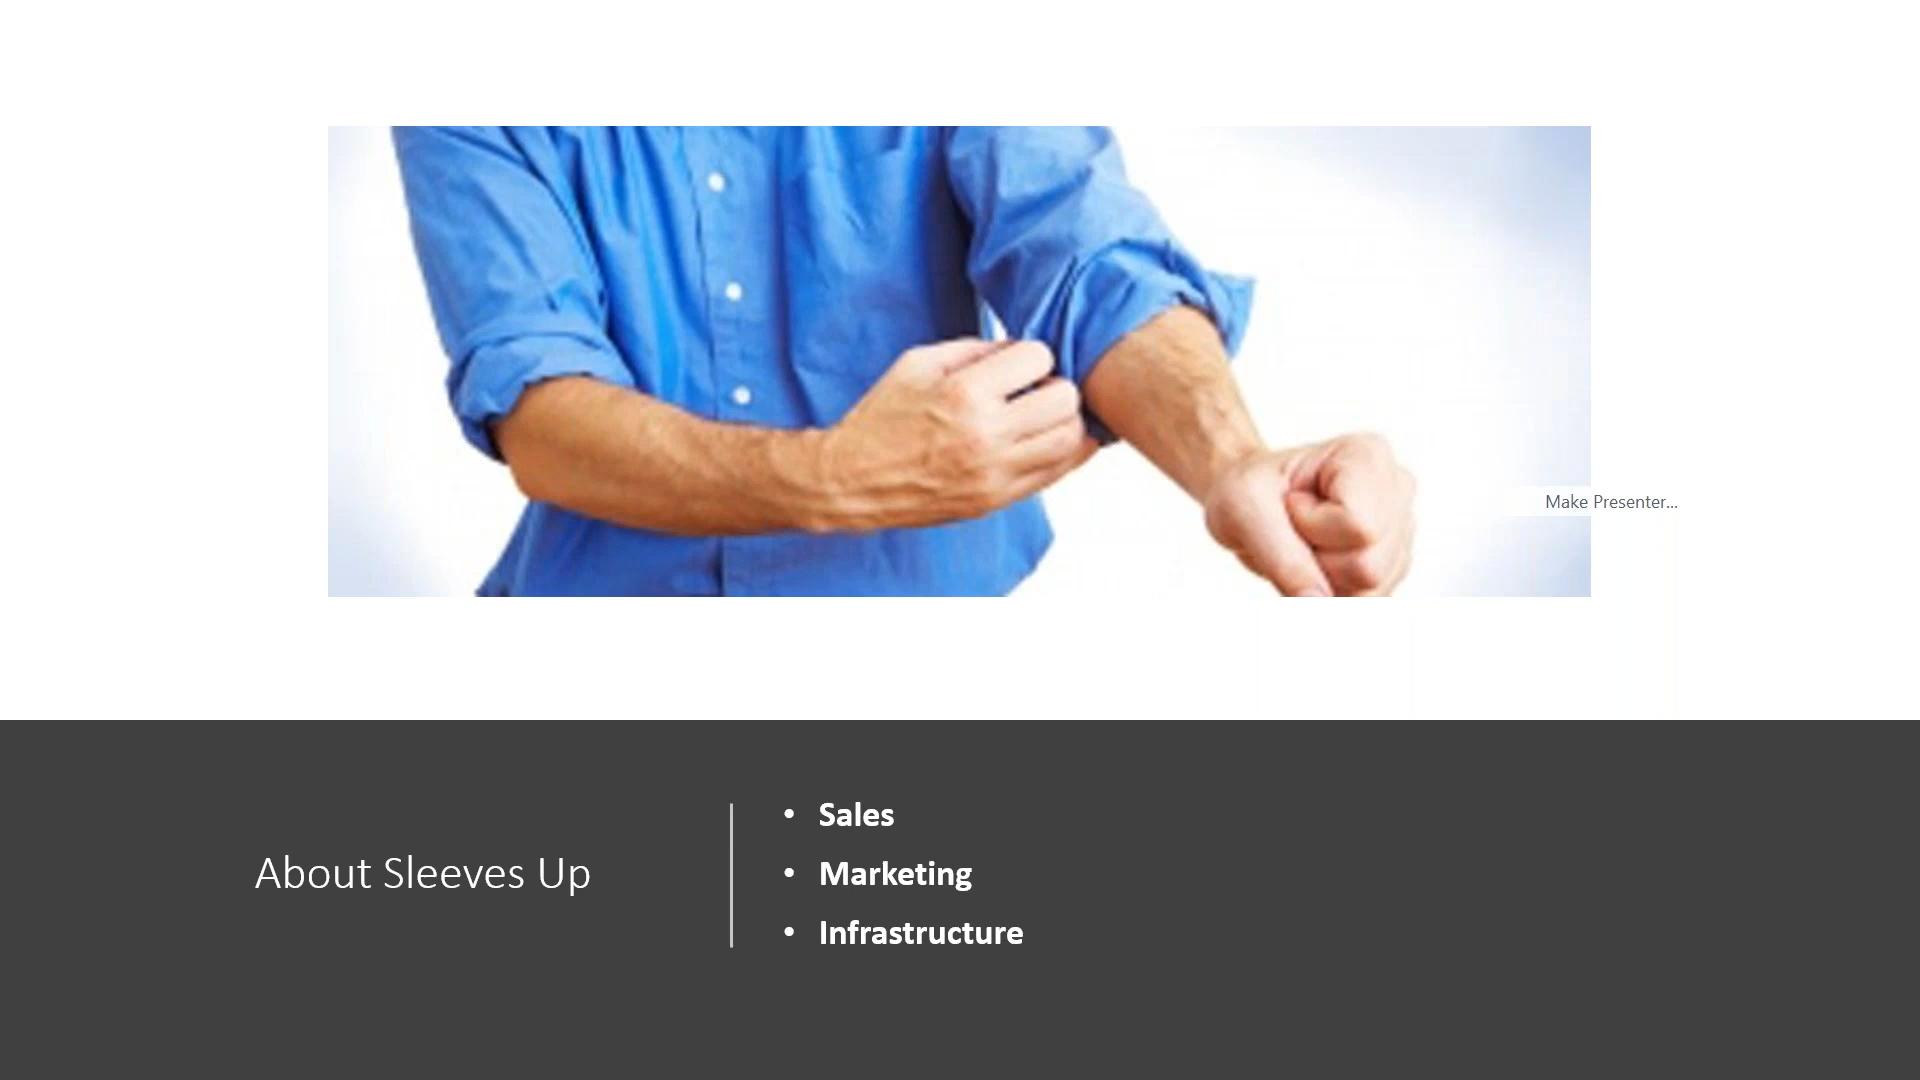 Make Presenter...
About Sleeves Up
• Sales
• Marketing
• Infrastructure